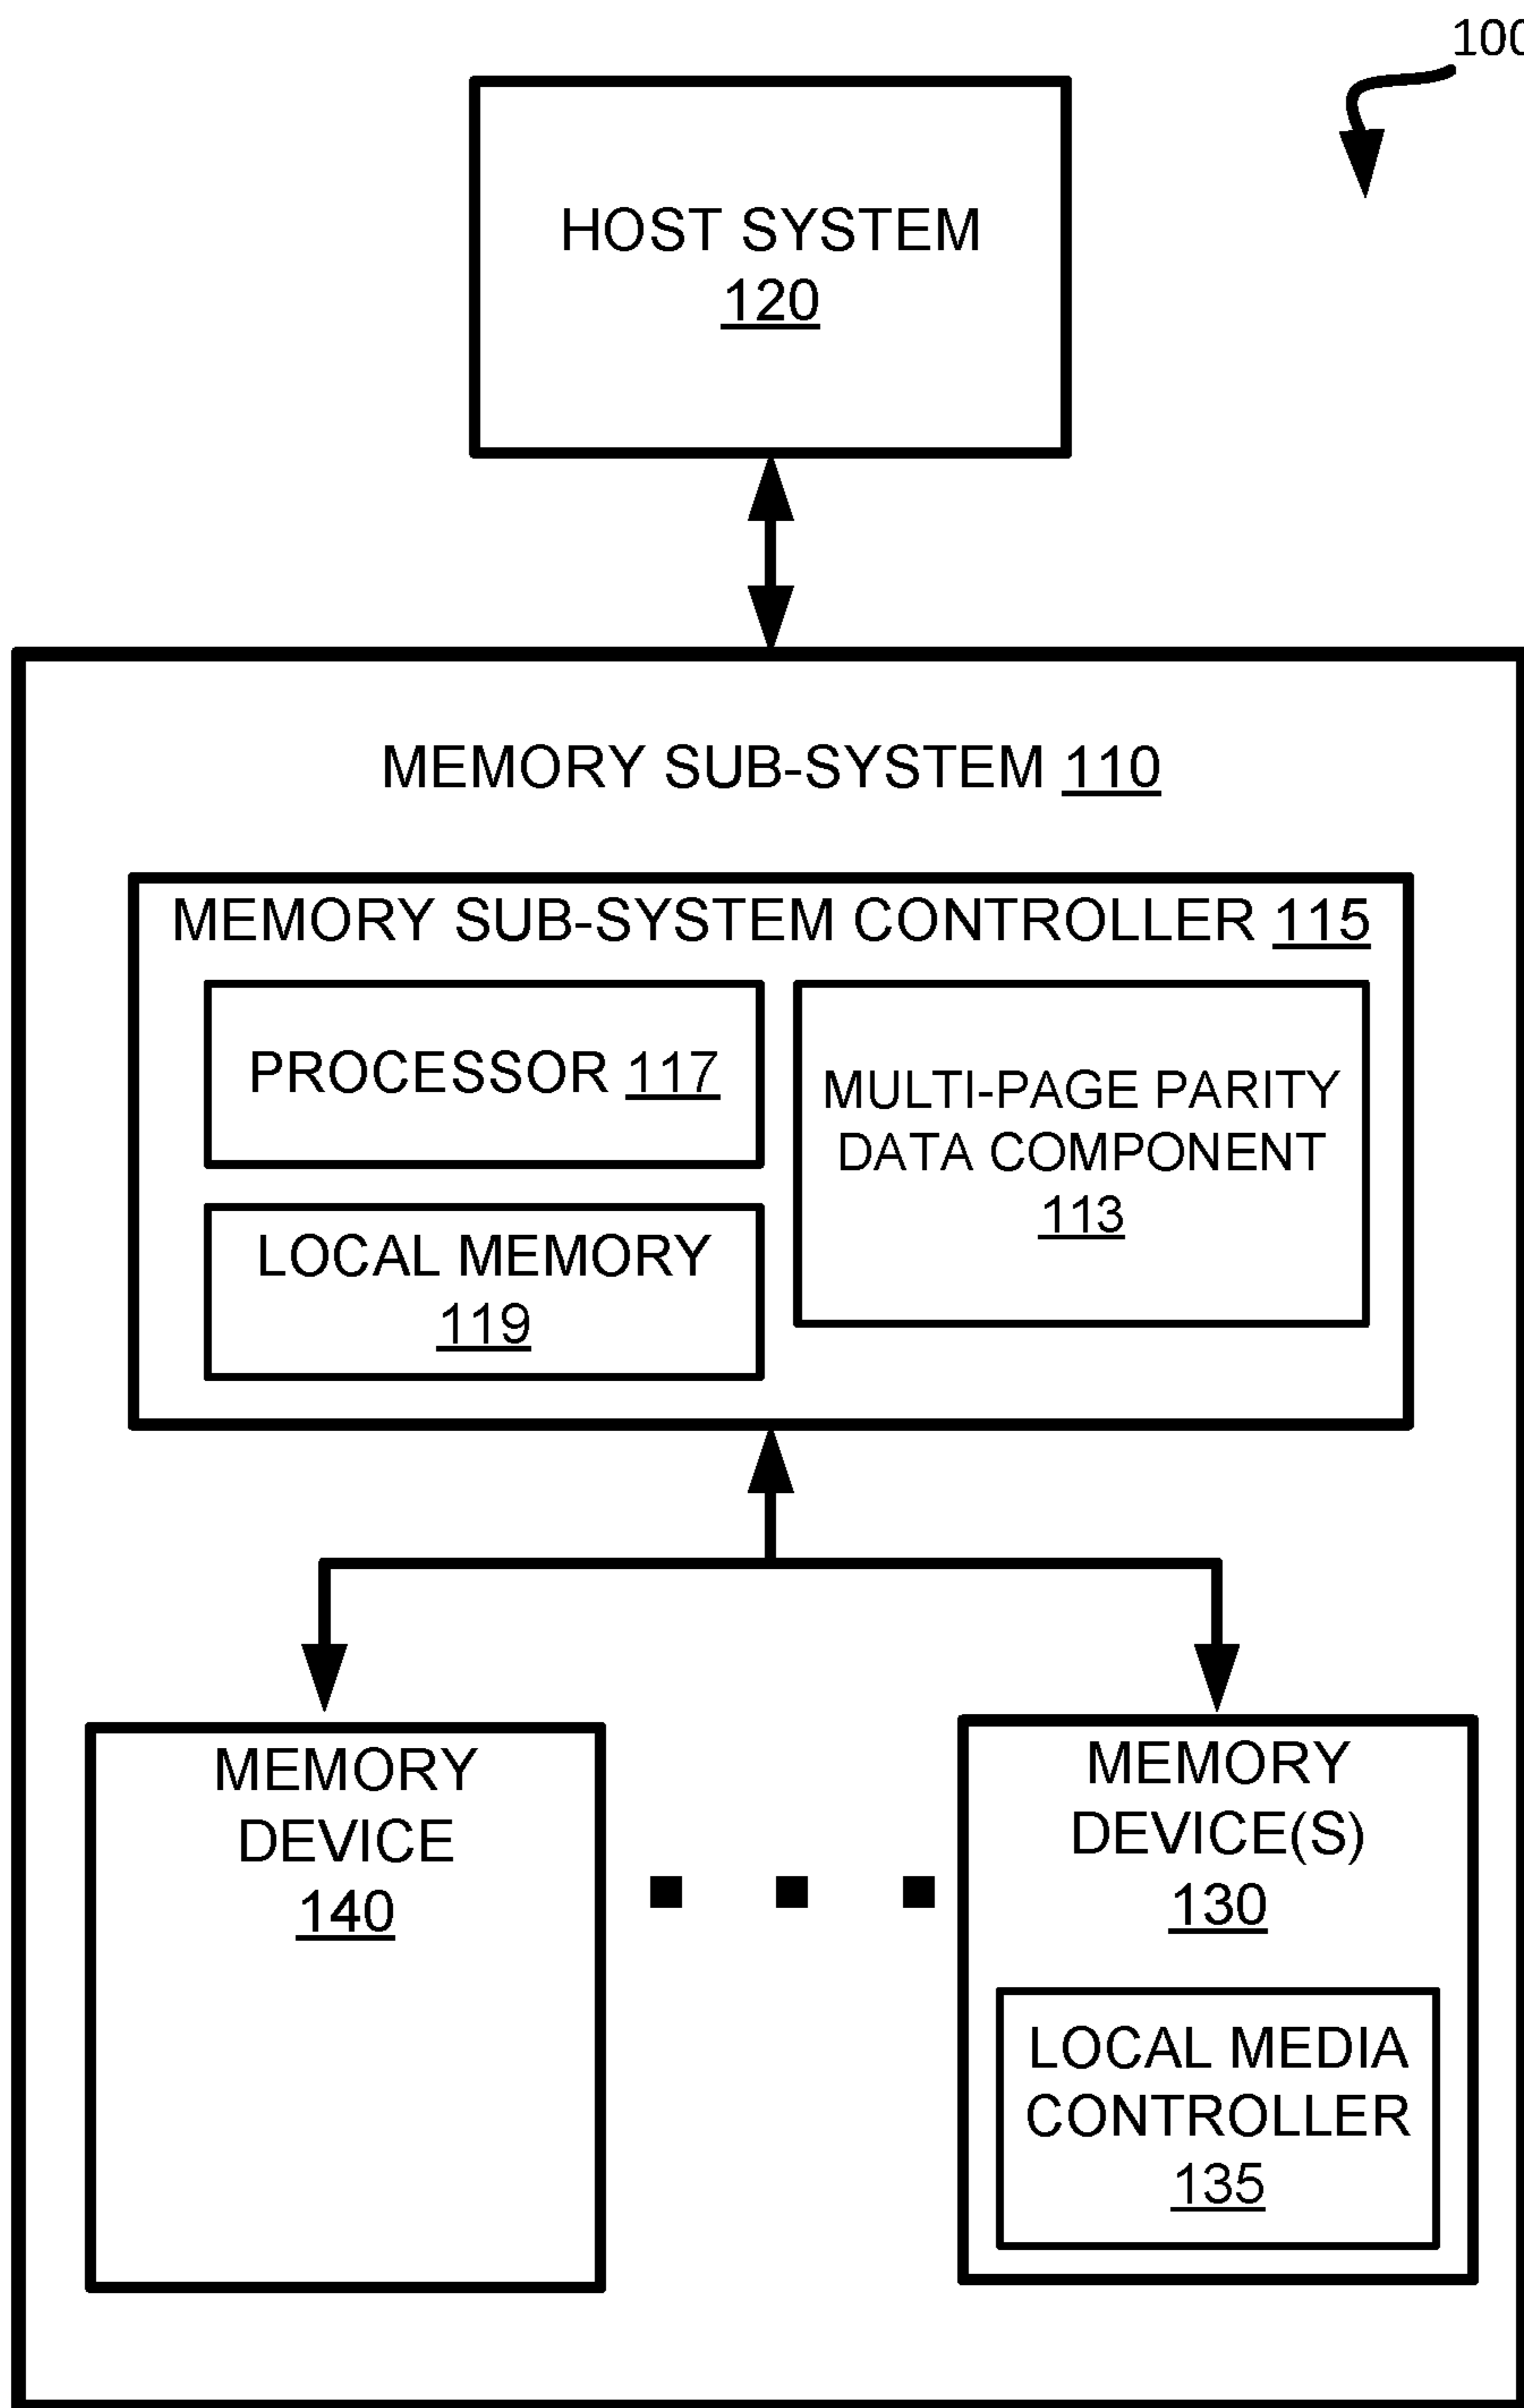 100
HOST SYSTEM
120
MEMORY SUB-SYSTEM 110
MEMORY SUB-SYSTEM CONTROLLER 115
PROCESSOR 117
MULTI-PAGE PARITY
DATA COMPONENT
113
LOCAL MEMORY
119
MEMORY
DEVICE
140
MEMORY
DEVICE(S)
130
LOCAL MEDIA
CONTROLLER
135